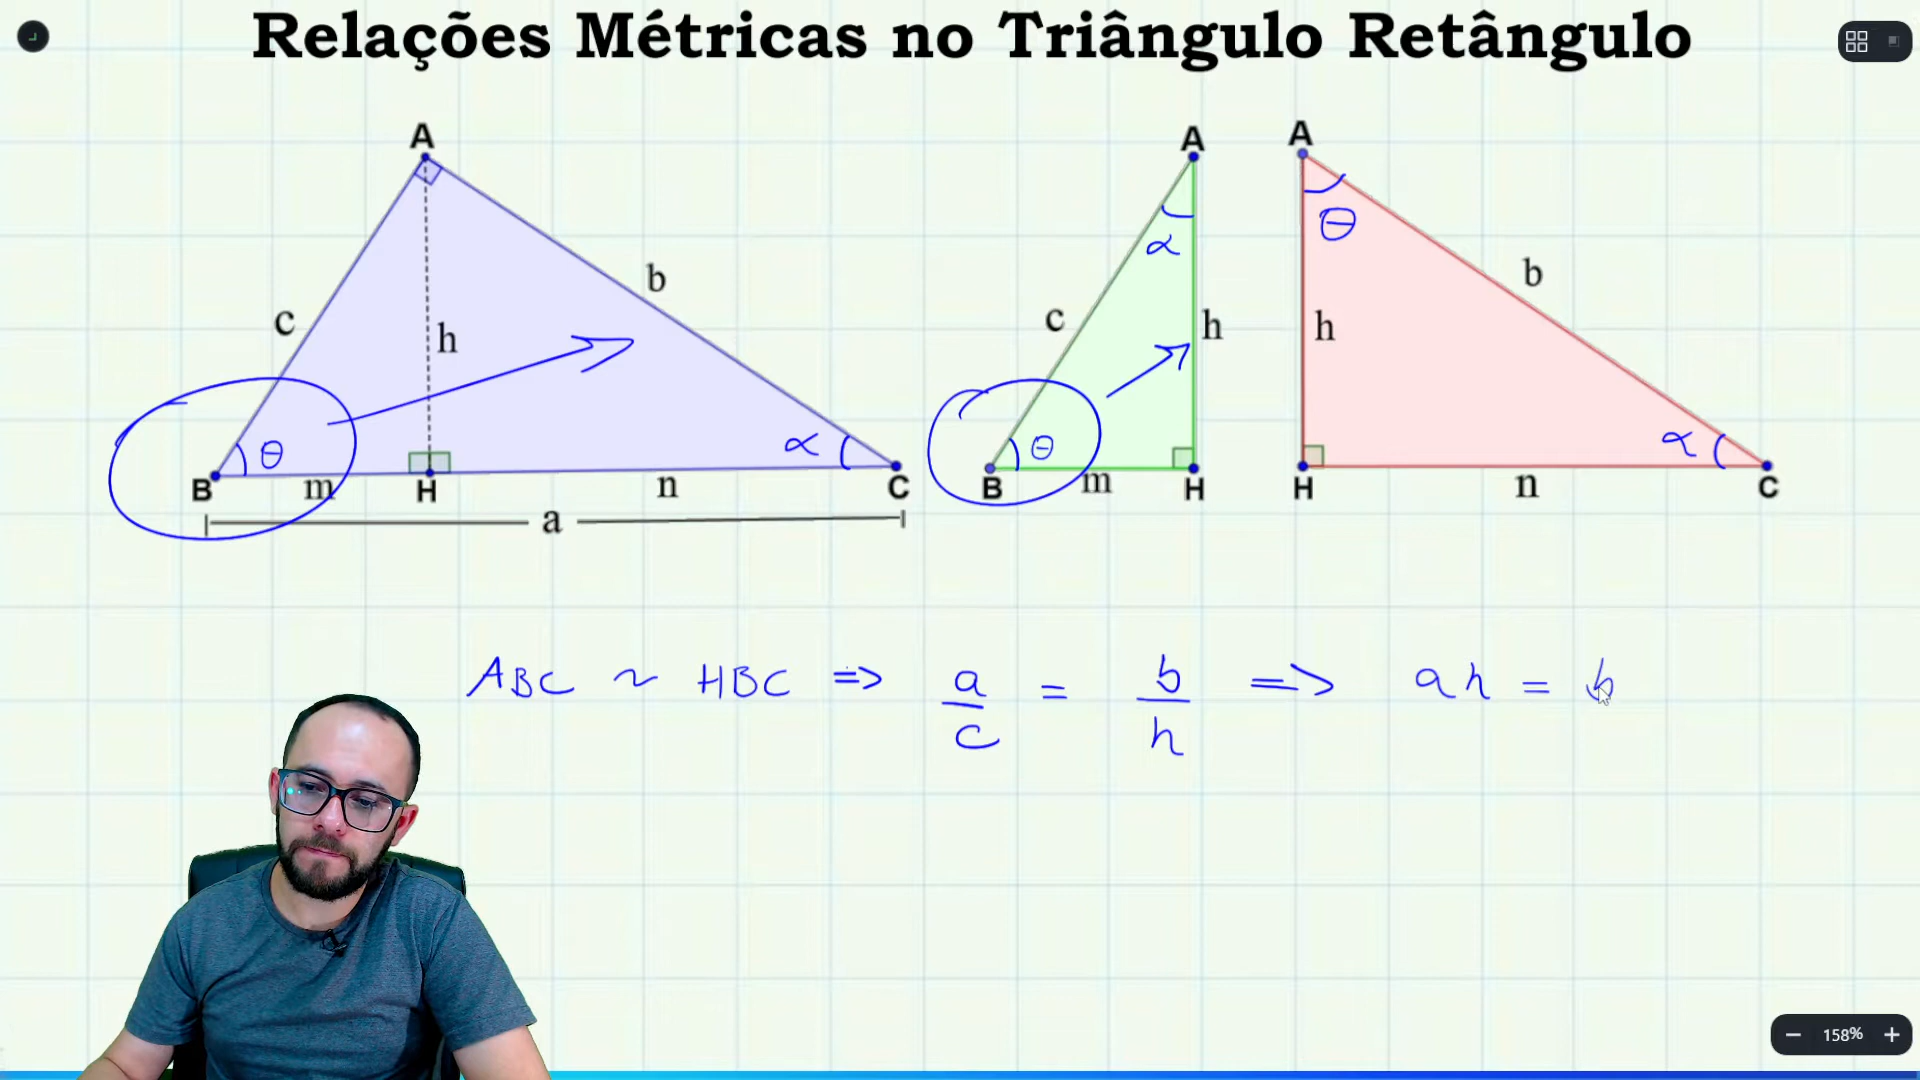 Relações Métricas no Triângulo Retângulo
A
c
b
h
θ
α
B
m
H
n
C
a
A
α
c
h
θ
B
m
H
A
θ
b
h
α
H
n
C
ABC ~ HBC => a/c = b/h => ah = b
158%